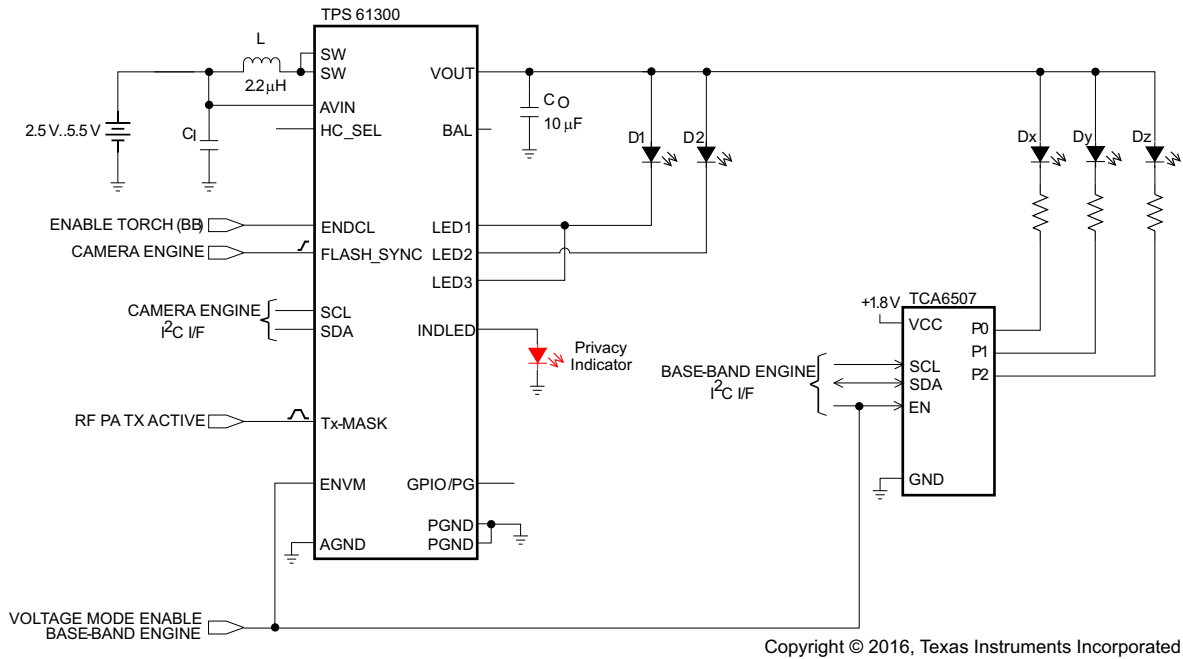 TPS 61300
L
2.2 µH
2.5 V..5.5 V
CI
SW
SW
AVIN
HC_SEL
VOUT
BAL
CO
10 µF
D1
D2
Dx
Dy
Dz
ENABLE TORCH (BB)
CAMERA ENGINE
ENDCL
FLASH_SYNC
LED1
LED2
LED3
CAMERA ENGINE
I2C I/F
SCL
SDA
INDLED
Privacy
Indicator
+1.8 V
TCA6507
VCC
P0
P1
P2
BASE-BAND ENGINE
I2C I/F
SCL
SDA
EN
GND
RF PA TX ACTIVE
Tx-MASK
ENVM
GPIO/PG
PGND
PGND
AGND
VOLTAGE MODE ENABLE
BASE-BAND ENGINE
Copyright © 2016, Texas Instruments Incorporated